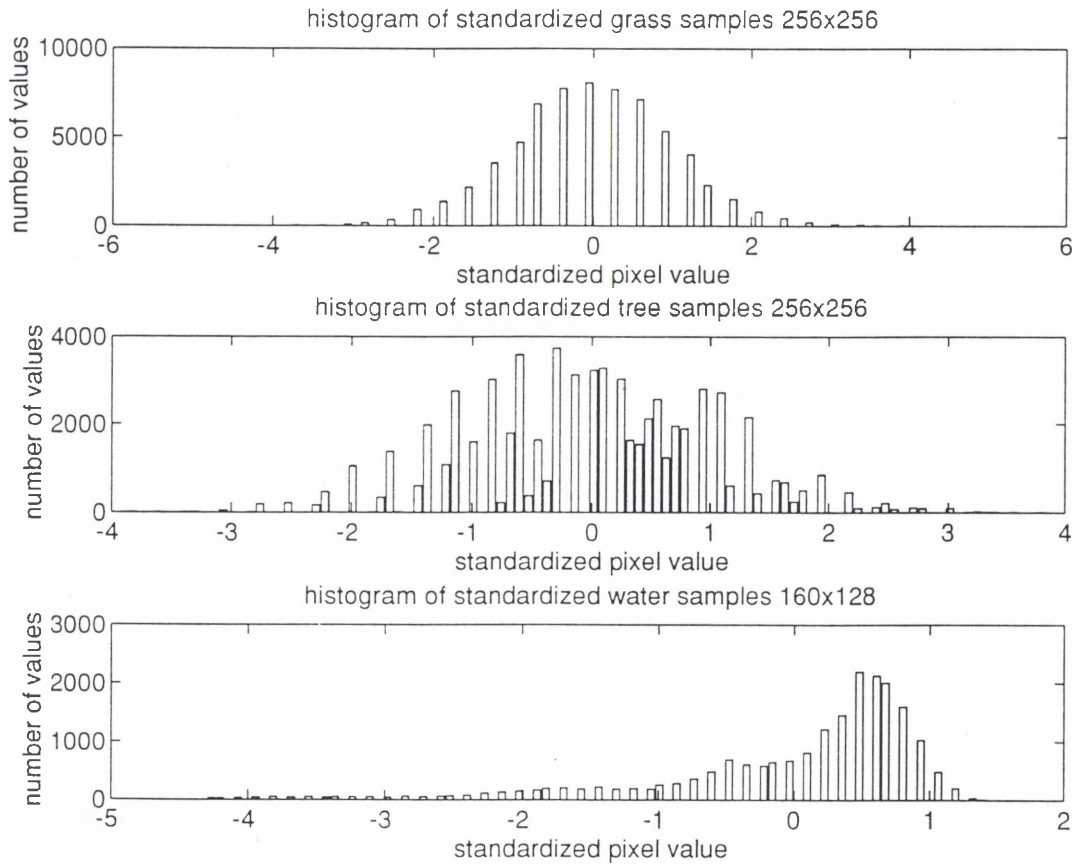 histogram of standardized grass samples 256x256
number of values
10000
5000
0
-6 -4 -2 0 2 4 6
standardized pixel value
histogram of standardized tree samples 256x256
number of values
4000
2000
0
-4 -3 -2 -1 0 1 2 3 4
standardized pixel value
histogram of standardized water samples 160x128
number of values
3000
2000
1000
0
-5 -4 -3 -2 -1 0 1 2
standardized pixel value